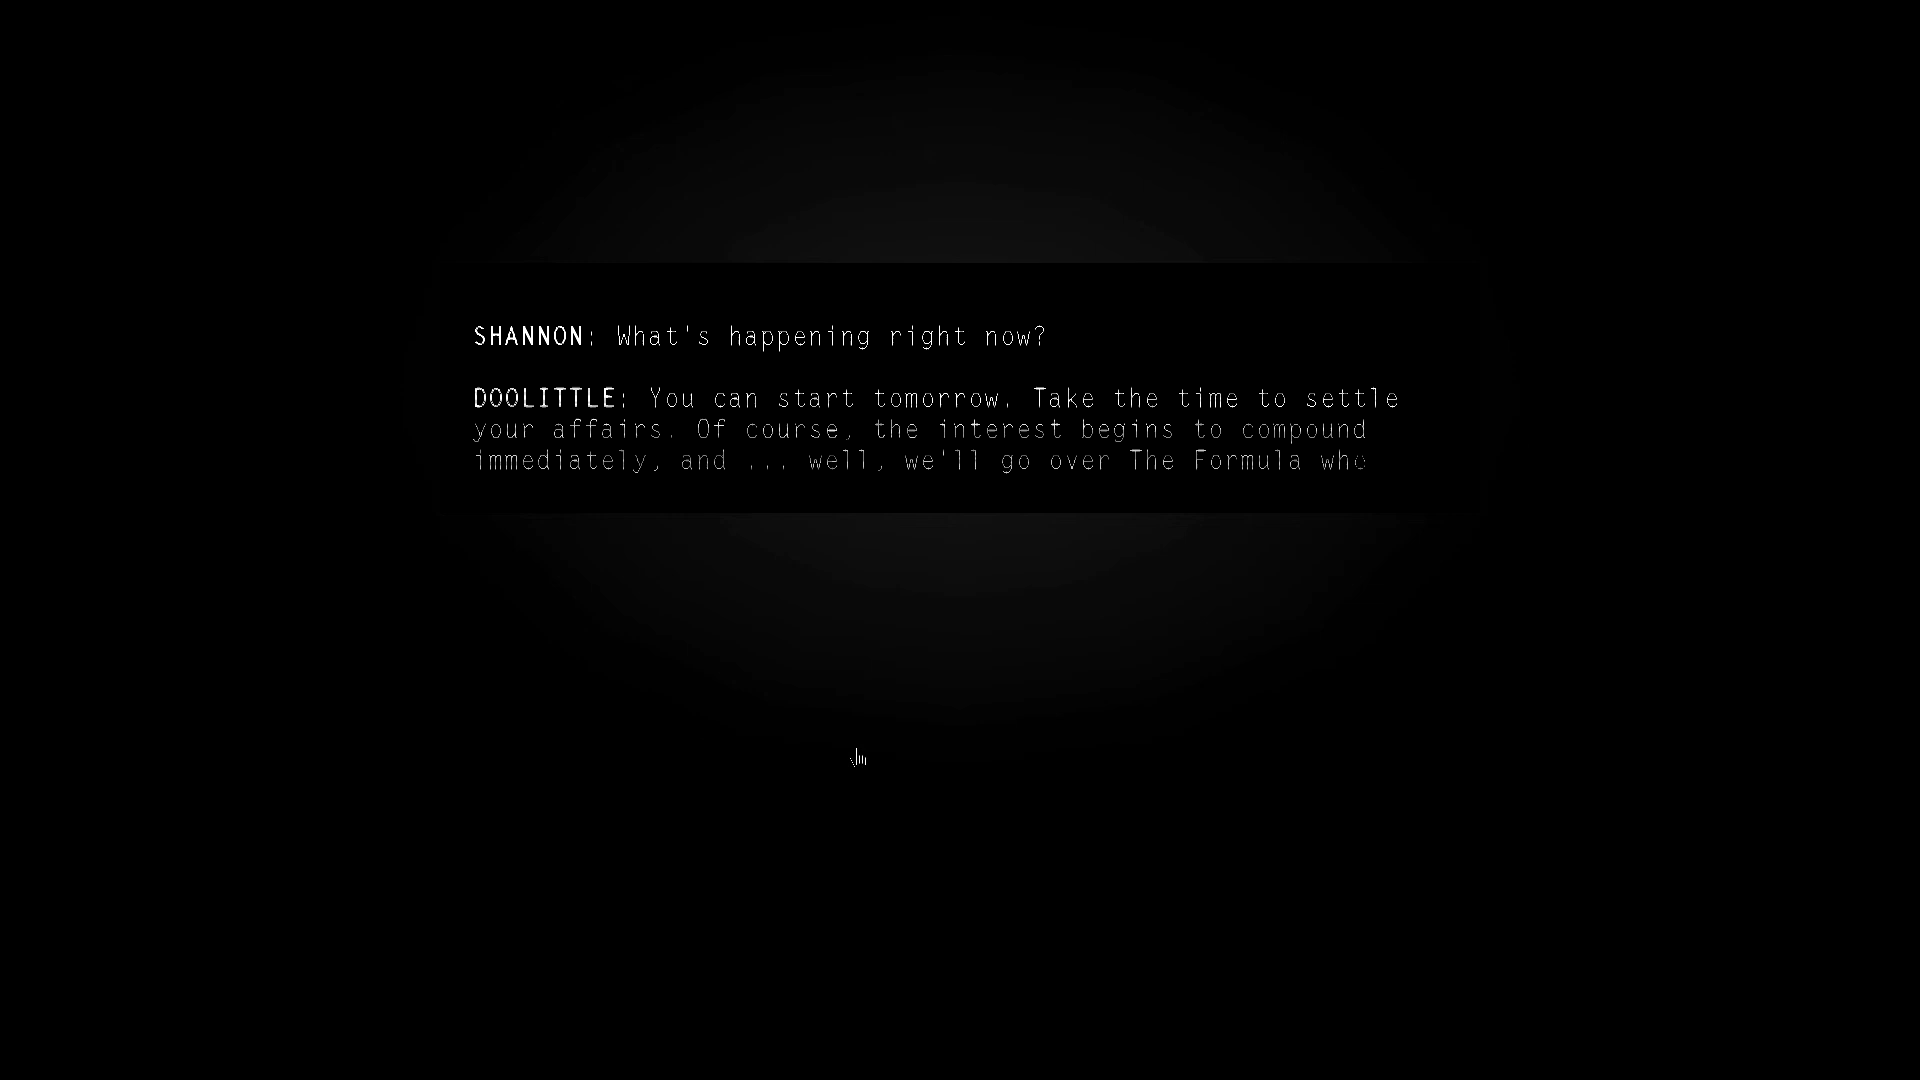 SHANNON: What's happening right now?
DOOLITTLE: You can start tomorrow. Take the time to settle
your affairs. Of course, the interest begins to compound
immediately, and ... well, we'll go over The Formula who